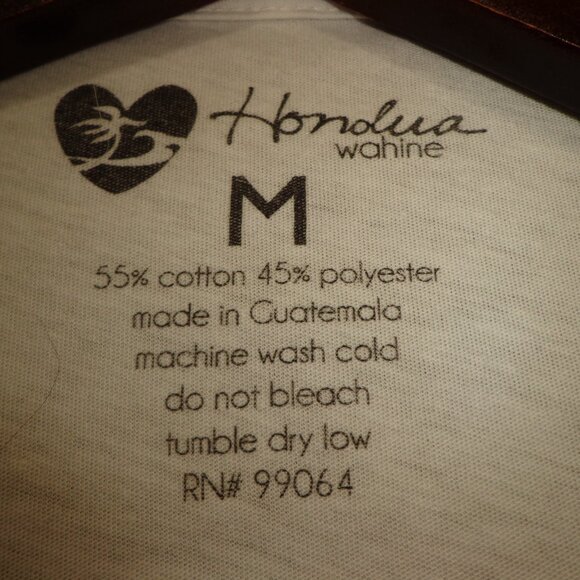 Hondua
wahine
M
55% cotton 45% polyester
made in Guatemala
machine wash cold
do not bleach
tumble dry low
RN# 99064